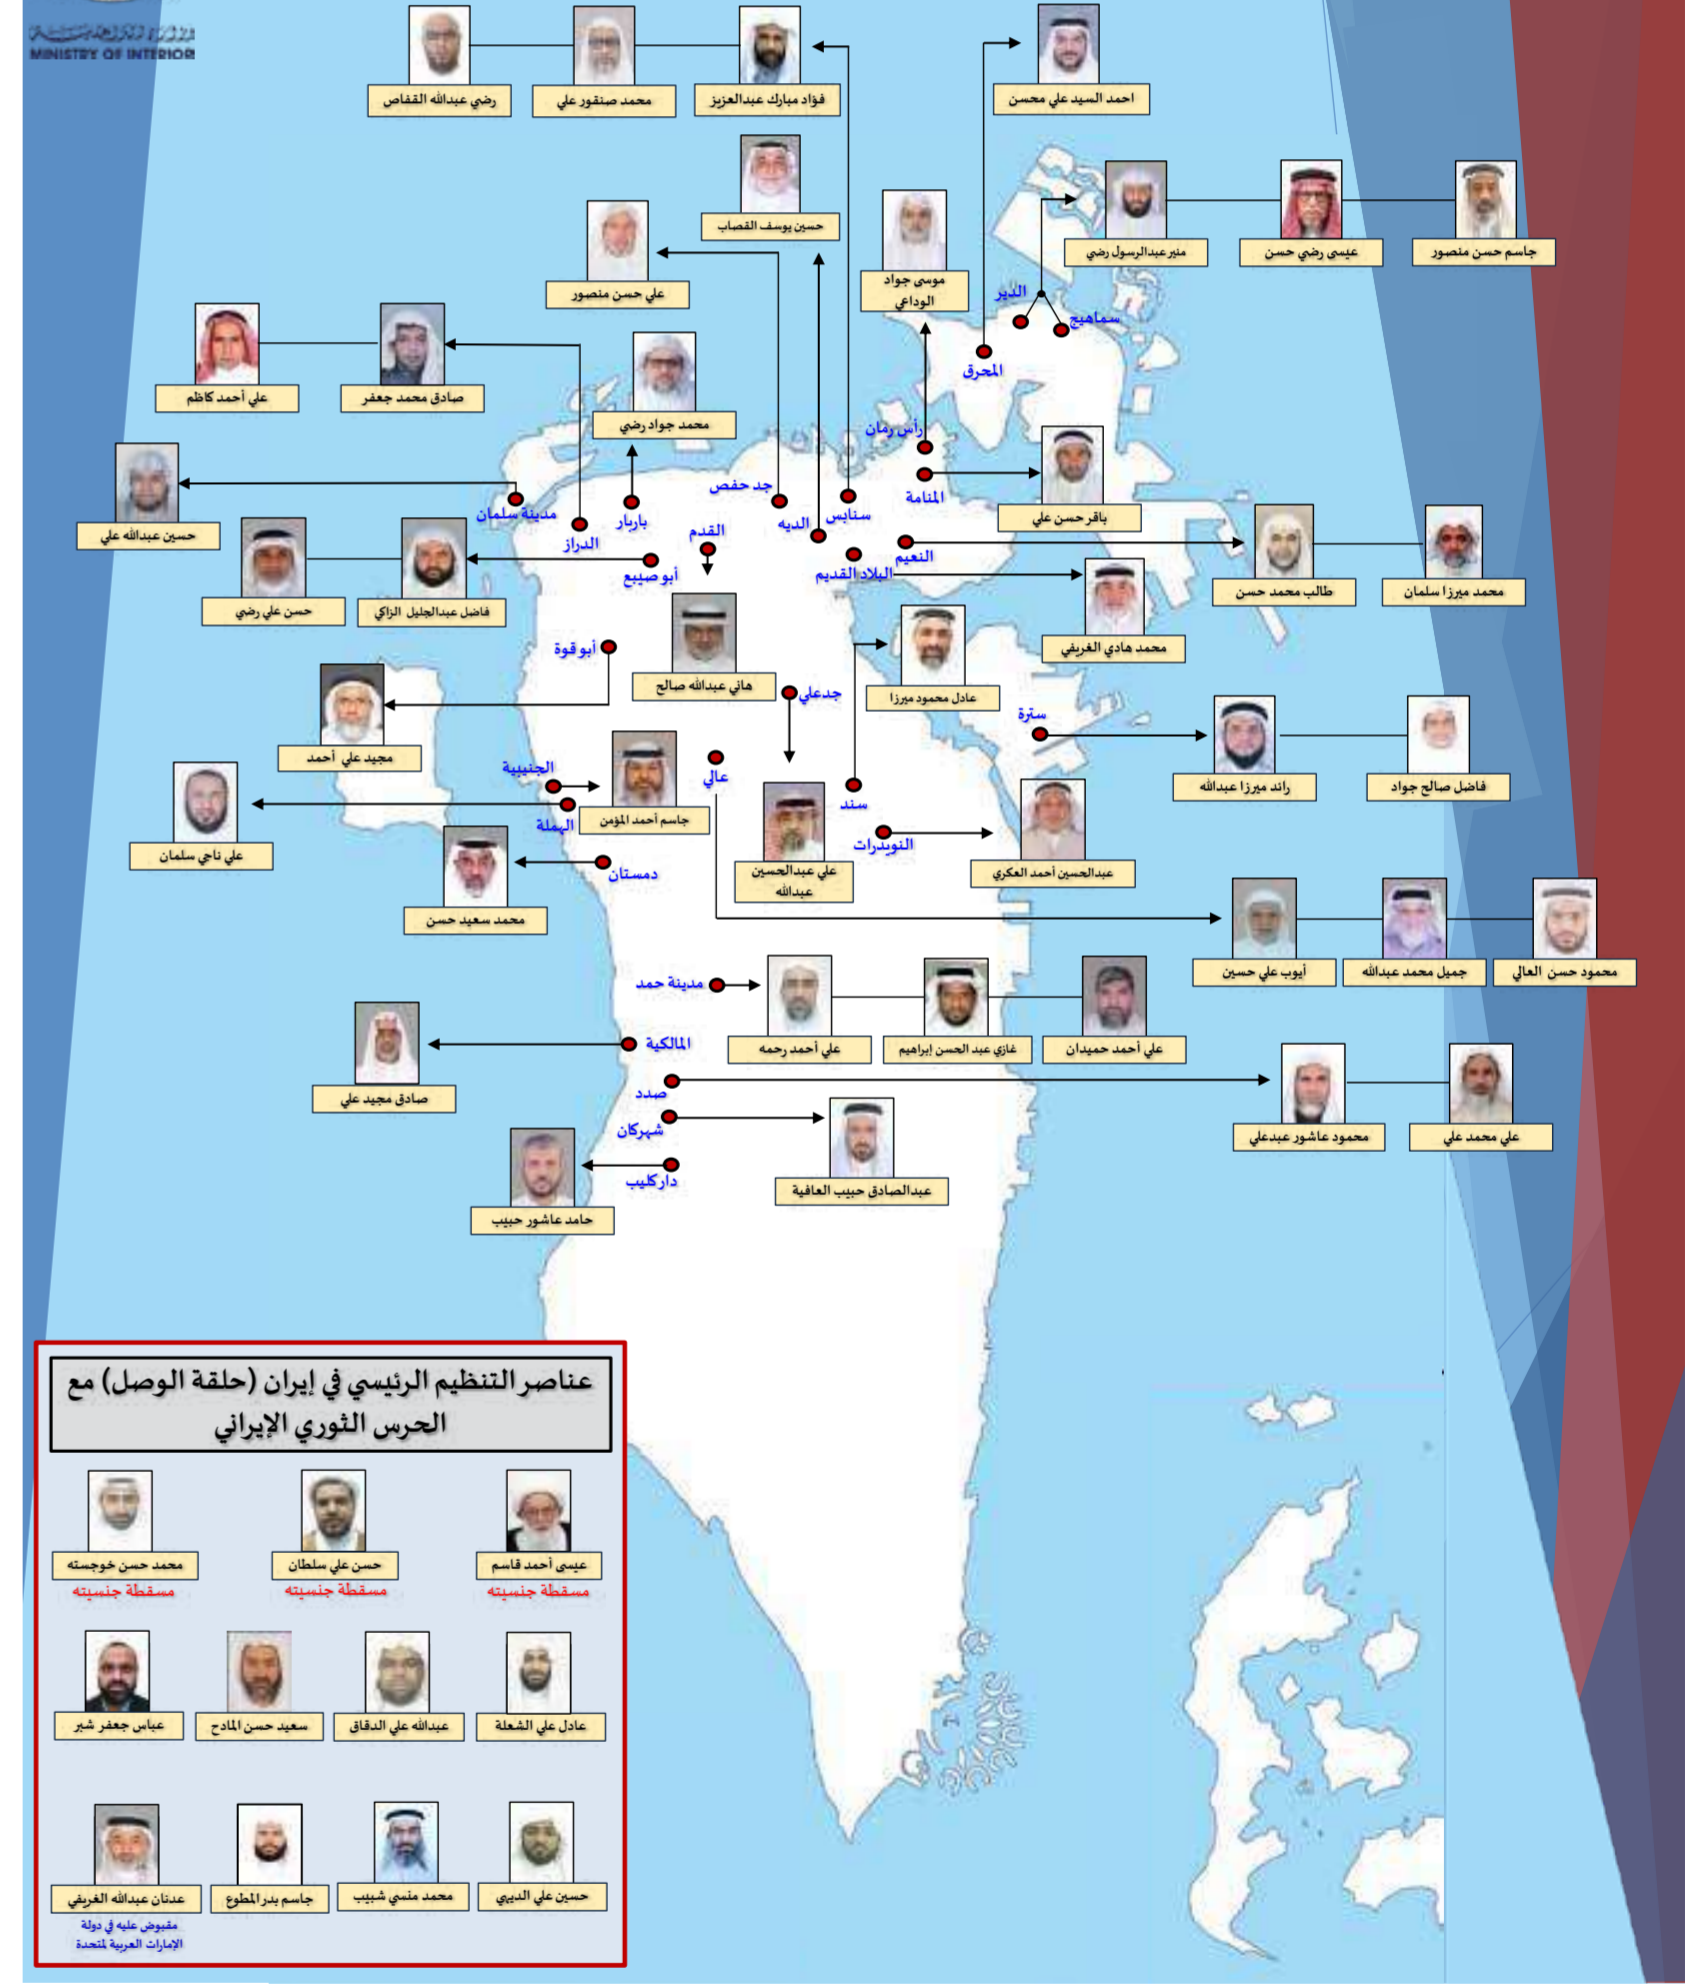 MINISTRY OF INTERIOR
رضي عبدالله القفاص
محمد صنقور علي
فؤاد مبارك عبدالعزيز
احمد السيد علي محسن
حسين يوسف القصاب
منير عبدالرسول رضي
عيسى رضي حسن
جاسم حسن منصور
علي حسن منصور
موسى جواد
الوداعي
الدير
سماهيج
المحرق
علي أحمد كاظم
صادق محمد جعفر
محمد جواد رضي
رأس رمان
المنامة
باقر حسن علي
حسين عبدالله علي
مدينة سلمان
الدراز
باربار
جد حفص
الديه
سنابس
القدم
أبو صيبع
النعيم
البلاد القديم
حسن علي رضي
فاضل عبدالجليل الزاكي
طالب محمد حسن
محمد ميرزا سلمان
محمد هادي الغريفي
أبو قوة
هاني عبدالله صالح
جدعلي
عادل محمود ميرزا
سترة
مجيد علي أحمد
الجنيبية
الهملة
جاسم أحمد المؤمن
عالي
سند
النويدرات
رائد ميرزا عبدالله
فاضل صالح جواد
علي ناجي سلمان
دمستان
محمد سعيد حسن
علي عبدالحسين
عبدالله
عبدالحسين أحمد العكري
أيوب علي حسين
جميل محمد عبدالله
محمود حسن العالي
مدينة حمد
علي أحمد رحمه
غازي عبد الحسن إبراهيم
علي أحمد حميدان
المالكية
صادق مجيد علي
صدد
محمود عاشور عبدعلي
علي محمد علي
شهركان
عبدالصادق حبيب العافية
داركليب
حامد عاشور حبيب
عناصر التنظيم الرئيسي في إيران (حلقة الوصل) مع
الحرس الثوري الإيراني
عيسى أحمد قاسم
مسقطة جنسيته
حسن علي سلطان
مسقطة جنسيته
محمد حسن خوجسته
مسقطة جنسيته
عادل علي الشعلة
عبدالله علي الدقاق
سعيد حسن المادح
عباس جعفر شبر
حسين علي الديهي
محمد منسي شبيب
جاسم بدر المطوع
عدنان عبدالله الغريفي
مقبوض عليه في دولة
الإمارات العربية لمتحدة